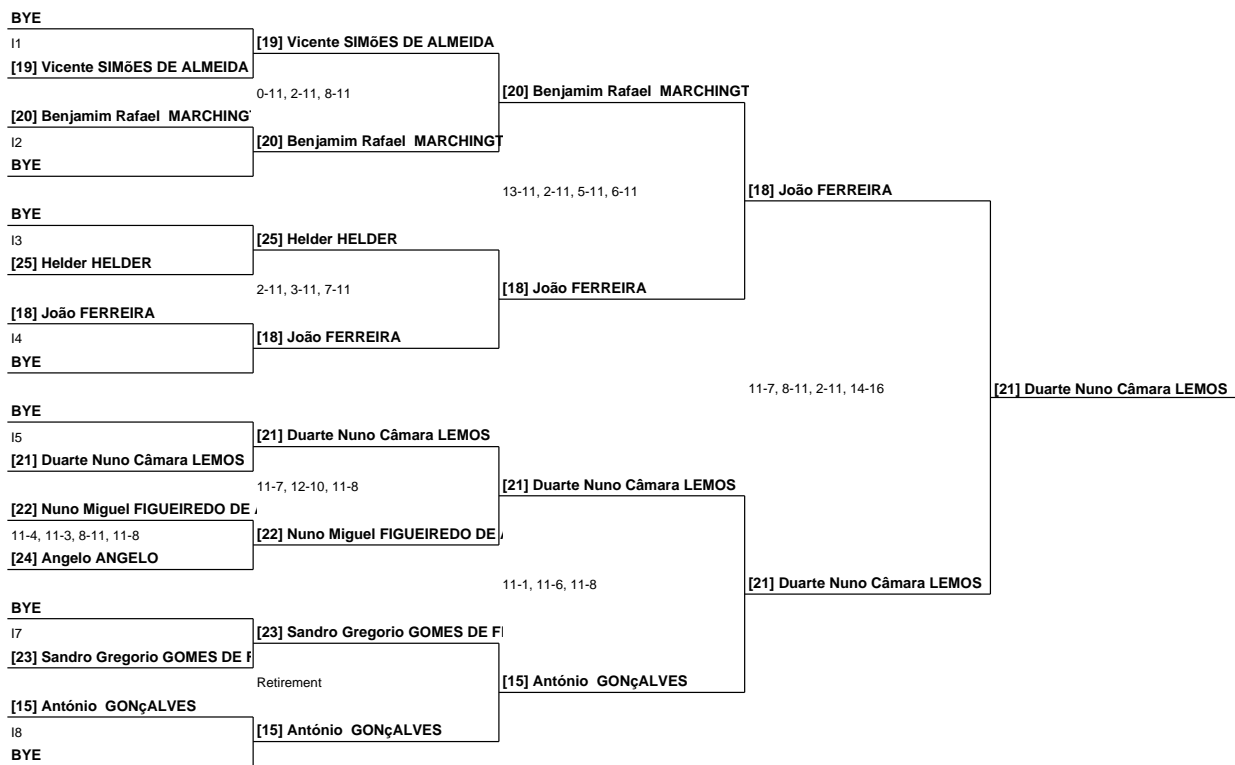 BYE
I1
[19] Vicente SIMõES DE ALMEIDA
[20] Benjamim Rafael  MARCHING
I2
BYE
BYE
I3
[25] Helder HELDER
[18] João FERREIRA
I4
BYE
BYE
I5
[21] Duarte Nuno Câmara LEMOS
[22] Nuno Miguel FIGUEIREDO DE
11-4, 11-3, 8-11, 11-8
[24] Angelo ANGELO
BYE
I7
[23] Sandro Gregorio GOMES DE
[15] António  GONçALVES
I8
BYE
[19] Vicente SIMõES DE ALMEIDA
0-11, 2-11, 8-11
[20] Benjamim Rafael  MARCHINGT
[25] Helder HELDER
2-11, 3-11, 7-11
[18] João FERREIRA
[21] Duarte Nuno Câmara LEMOS
11-7, 12-10, 11-8
[22] Nuno Miguel FIGUEIREDO DE
[23] Sandro Gregorio GOMES DE
Retirement
[15] António  GONçALVES
[20] Benjamim Rafael  MARCHINGT
13-11, 2-11, 5-11, 6-11
[18] João FERREIRA
[21] Duarte Nuno Câmara LEMOS
11-1, 11-6, 11-8
[15] António  GONçALVES
[18] João FERREIRA
11-7, 8-11, 2-11, 14-16
[21] Duarte Nuno Câmara LEMOS
[21] Duarte Nuno Câmara LEMOS